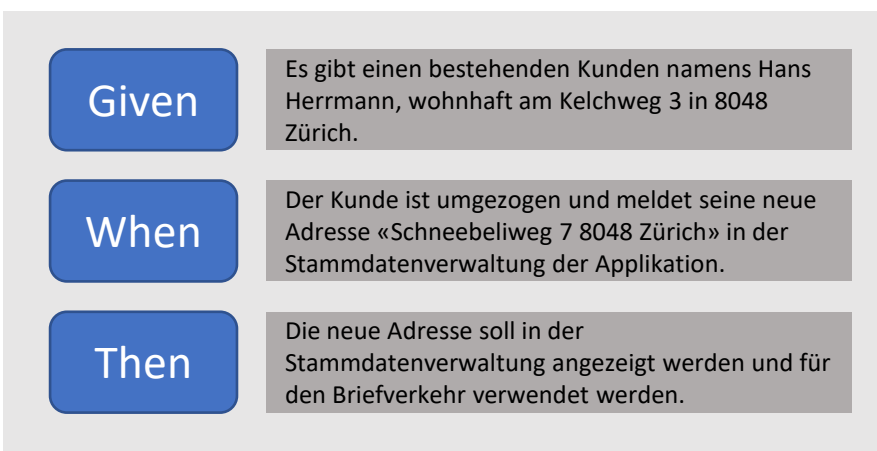 Given
Es gibt einen bestehenden Kunden namens Hans
Herrmann, wohnhaft am Kelchweg 3 in 8048
Zürich.
When
Der Kunde ist umgezogen und meldet seine neue
Adresse «Schneebeliweg 7 8048 Zürich» in der
Stammdatenverwaltung der Applikation.
Then
Die neue Adresse soll in der
Stammdatenverwaltung angezeigt werden und für
den Briefverkehr verwendet werden.